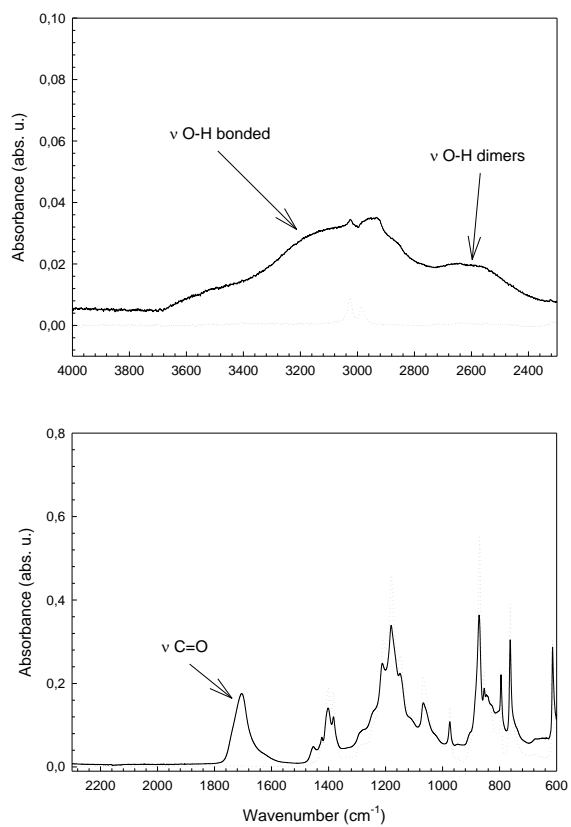 0,10
0,08
0,06
0,04
0,02
0,00
Absorbance (abs. u.)
ν O-H bonded
ν O-H dimers
4000 3800 3600 3400 3200 3000 2800 2600 2400
0,8
0,6
0,4
0,2
0,0
Absorbance (abs. u.)
ν C=O
2200 2000 1800 1600 1400 1200 1000 800 600
Wavenumber (cm⁻¹)